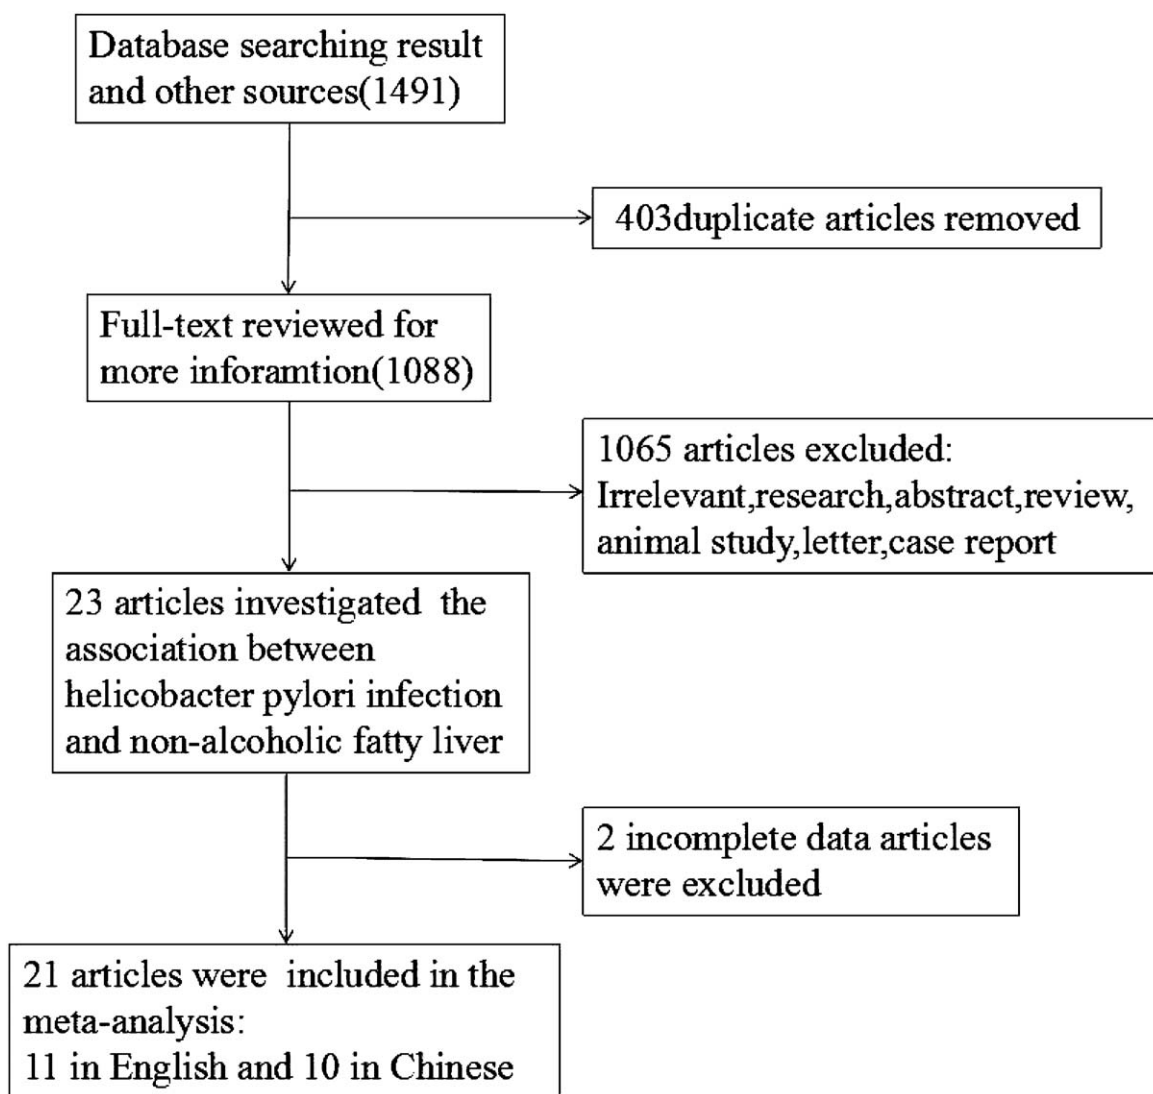 Database searching result
and other sources(1491)
403duplicate articles removed
Full-text reviewed for
more inforamtion(1088)
1065 articles excluded:
Irrelevant,research,abstract,review,
animal study,letter,case report
23 articles investigated the
association between
helicobacter pylori infection
and non-alcoholic fatty liver
2 incomplete data articles
were excluded
21 articles were included in the
meta-analysis:
11 in English and 10 in Chinese